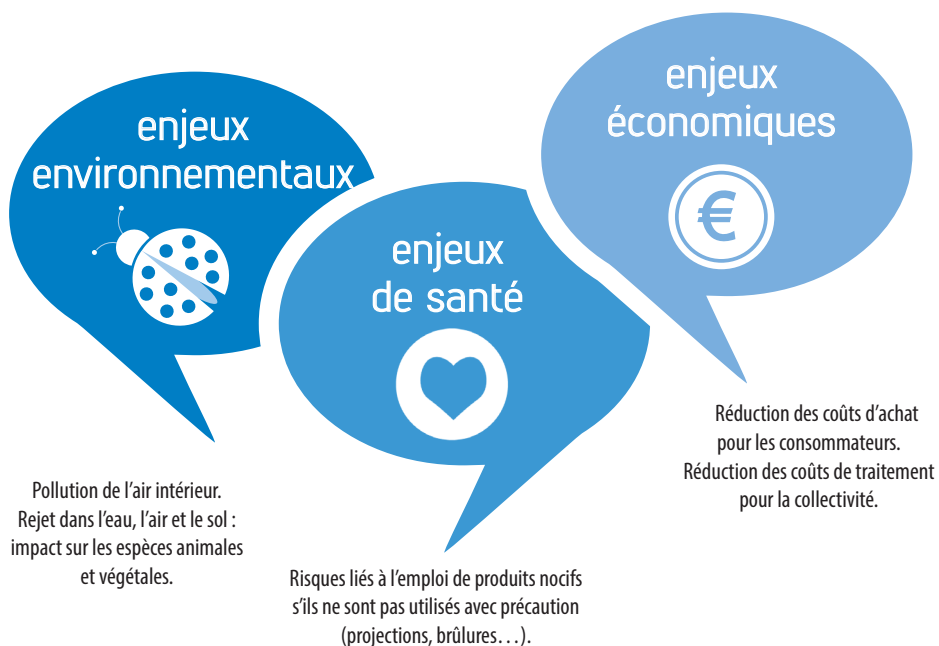 enjeux
environnementaux
Pollution de l’air intérieur.
Rejet dans l’eau, l’air et le sol :
impact sur les espèces animales
et végétales.
enjeux
de santé
Risques liés à l’emploi de produits nocifs
s’ils ne sont pas utilisés avec précaution
(projections, brûlures…).
enjeux
économiques
€
Réduction des coûts d’achat
pour les consommateurs.
Réduction des coûts de traitement
pour la collectivité.